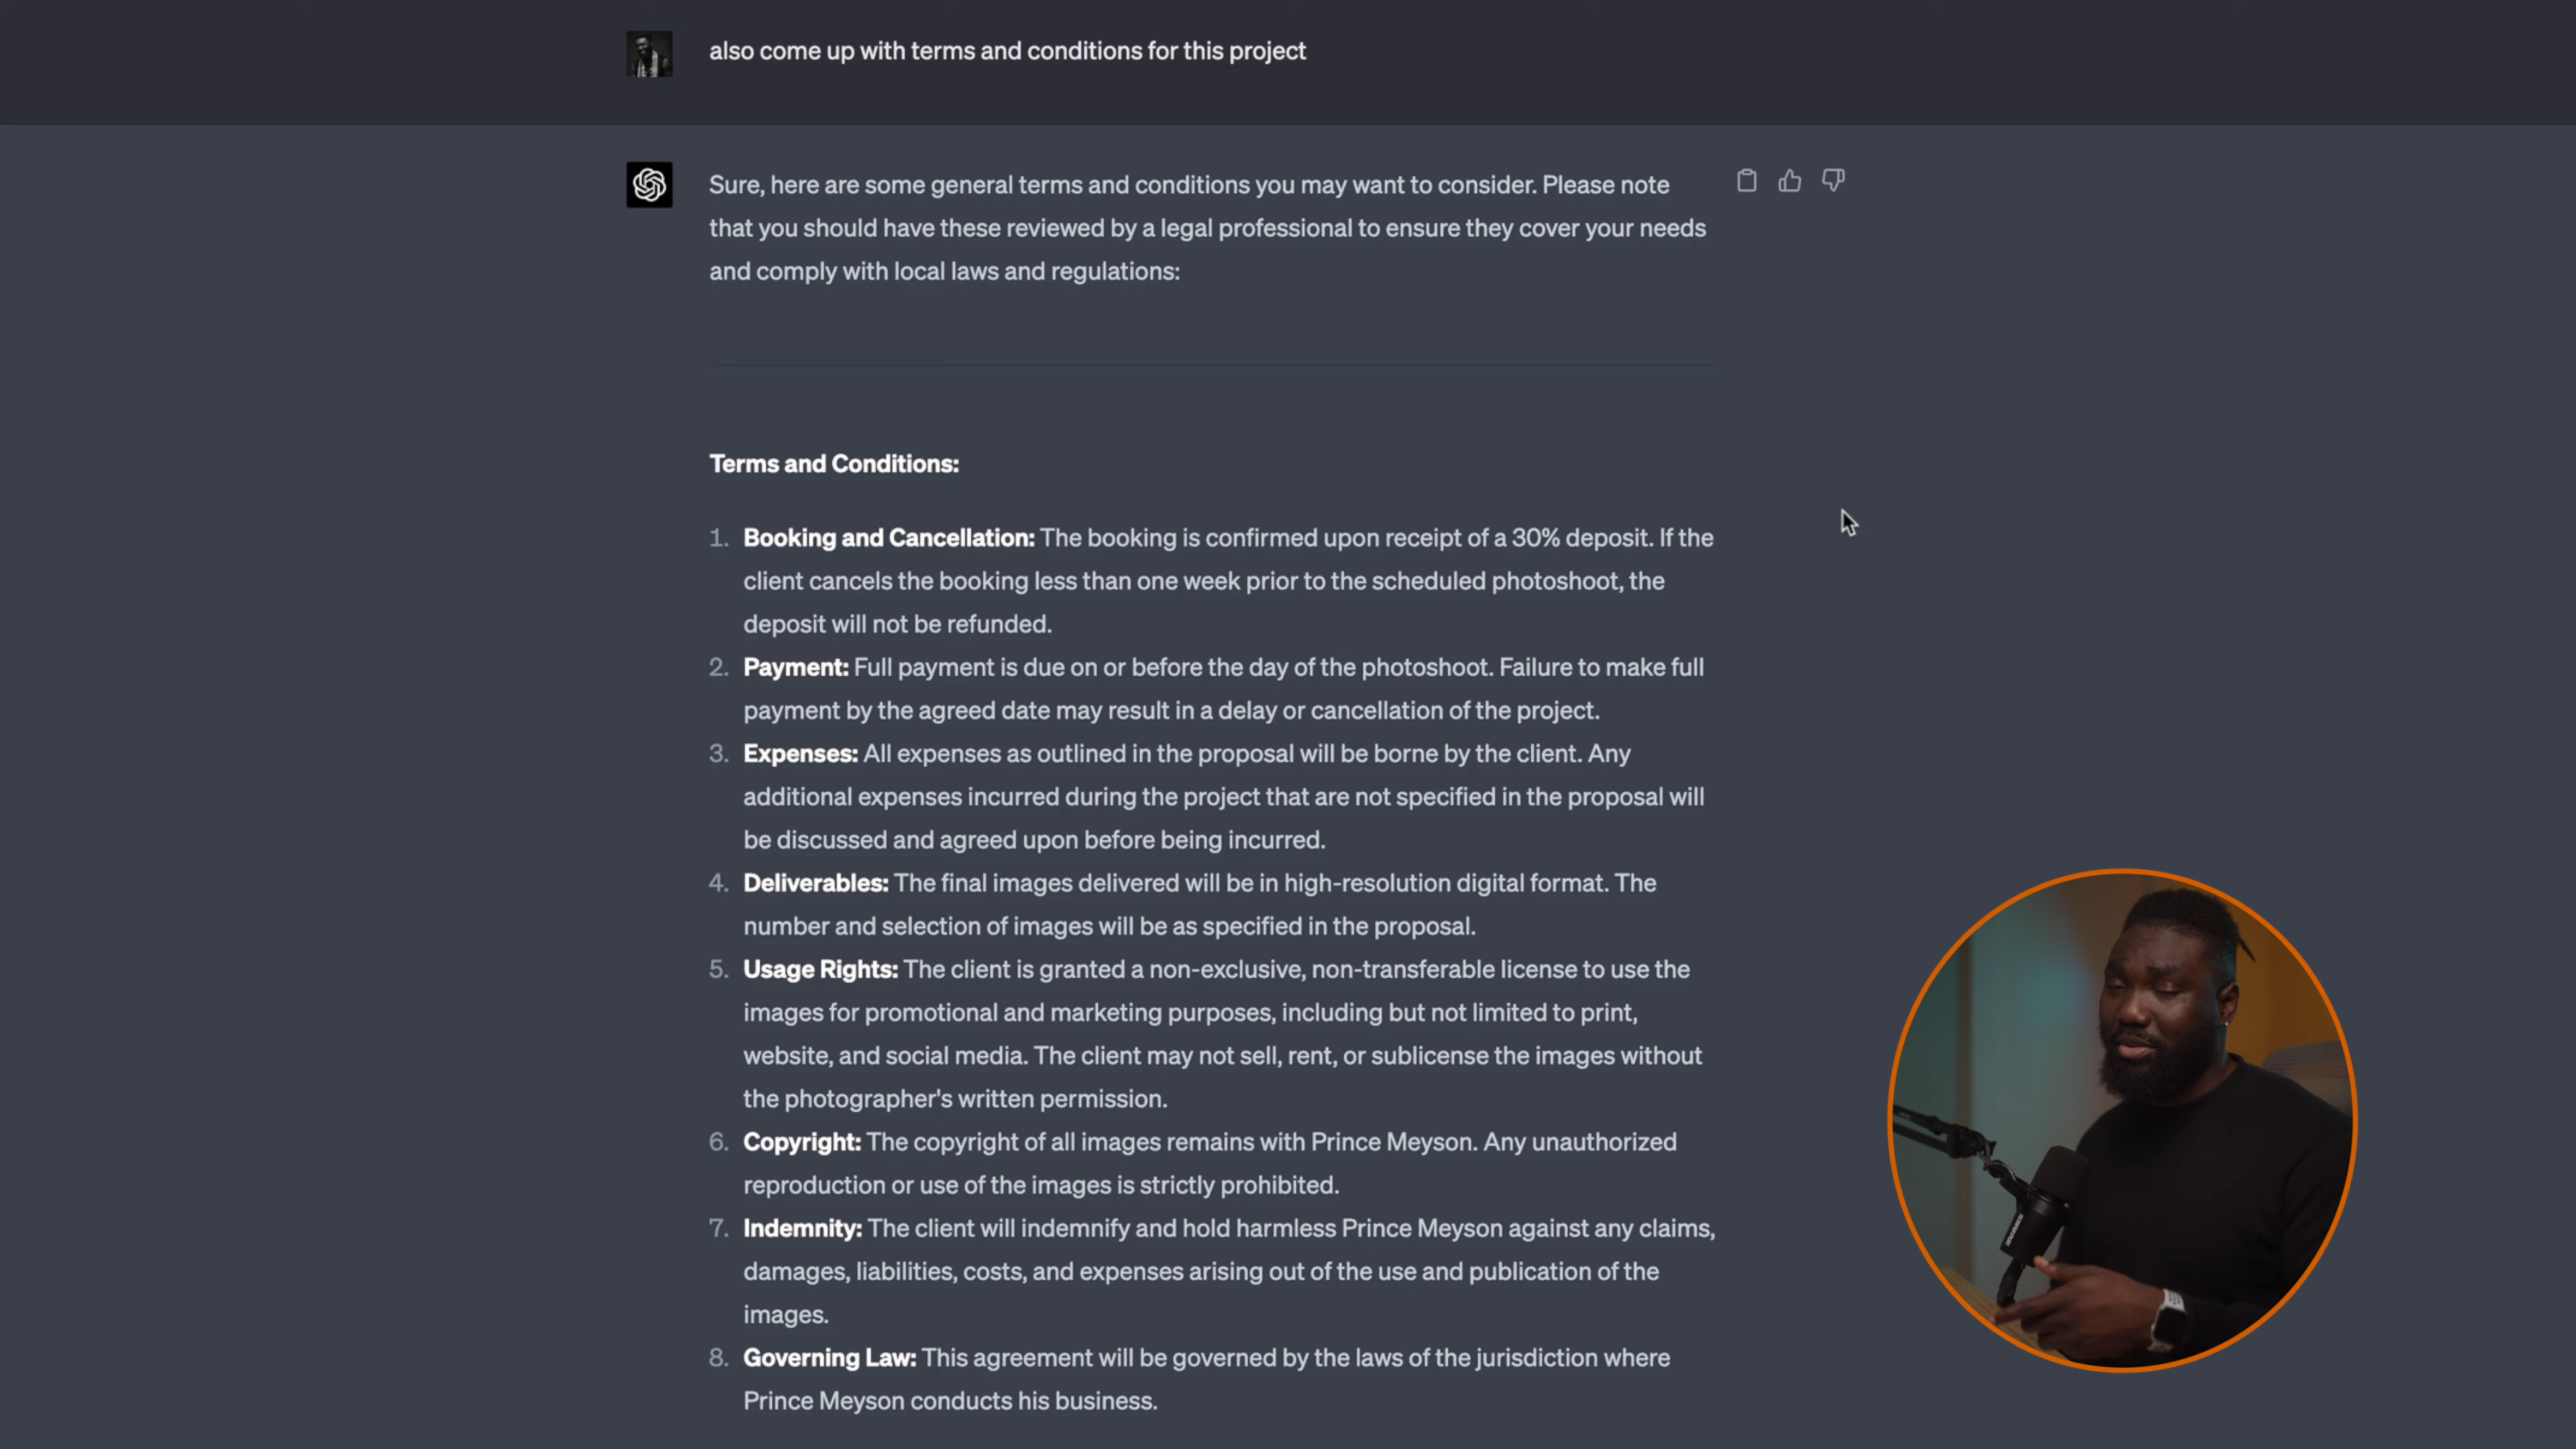 also come up with terms and conditions for this project
Sure, here are some general terms and conditions you may want to consider. Please note
that you should have these reviewed by a legal professional to ensure they cover your needs
and comply with local laws and regulations:
Terms and Conditions:
1. Booking and Cancellation: The booking is confirmed upon receipt of a 30% deposit. If the
client cancels the booking less than one week prior to the scheduled photoshoot, the
deposit will not be refunded.
2. Payment: Full payment is due on or before the day of the photoshoot. Failure to make full
payment by the agreed date may result in a delay or cancellation of the project.
3. Expenses: All expenses as outlined in the proposal will be borne by the client. Any
additional expenses incurred during the project that are not specified in the proposal will
be discussed and agreed upon before being incurred.
4. Deliverables: The final images delivered will be in high-resolution digital format. The
number and selection of images will be as specified in the proposal.
5. Usage Rights: The client is granted a non-exclusive, non-transferable license to use the
images for promotional and marketing purposes, including but not limited to print,
website, and social media. The client may not sell, rent, or sublicense the images without
the photographer's written permission.
6. Copyright: The copyright of all images remains with Prince Meyson. Any unauthorized
reproduction or use of the images is strictly prohibited.
7. Indemnity: The client will indemnify and hold harmless Prince Meyson against any claims,
damages, liabilities, costs, and expenses arising out of the use and publication of the
images.
8. Governing Law: This agreement will be governed by the laws of the jurisdiction where
Prince Meyson conducts his business.